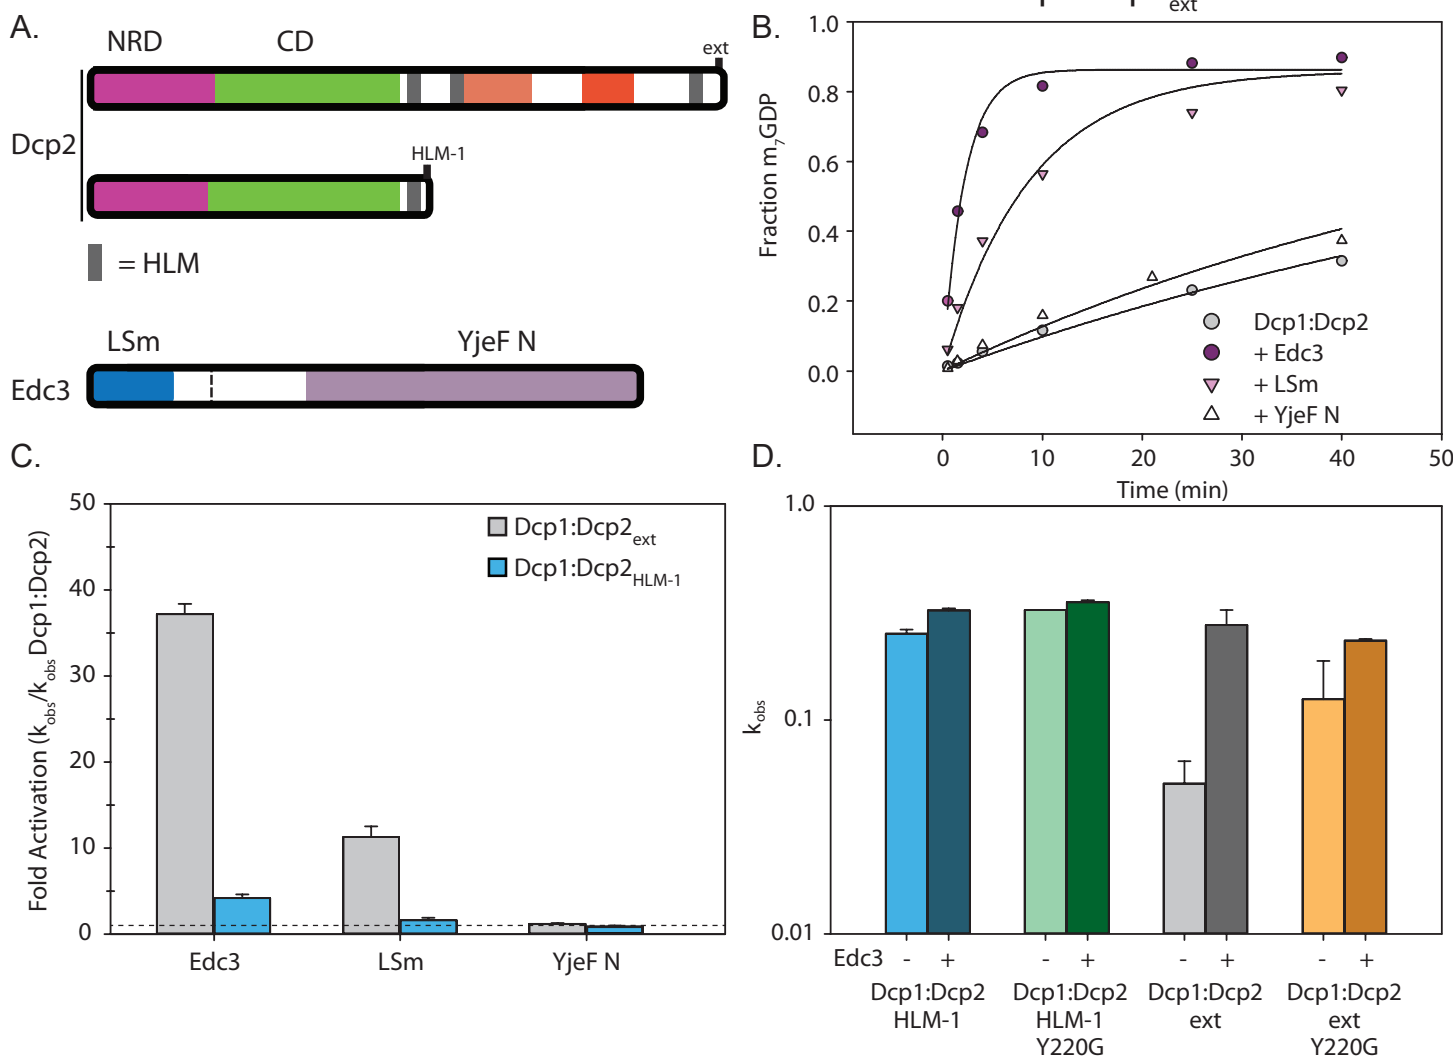 A.
NRD CD
ext
Dcp2
HLM-1
= HLM
LSm YjeF N
Edc3
B.
ext
Fraction m7GDP
1.0
0.8
0.6
0.4
0.2
0.0
Dcp1:Dcp2
+ Edc3
+ LSm
+ YjeF N
0 10 20 30 40 50
Time (min)
C.
Fold Activation (kobs/kobs Dcp1:Dcp2)
50
40
30
20
10
0
Dcp1:Dcp2ext
Dcp1:Dcp2HLM-1
Edc3 LSm YjeF N
D.
kobs
1.0
0.1
0.01
Edc3 - + - + - + - +
Dcp1:Dcp2 Dcp1:Dcp2 Dcp1:Dcp2 Dcp1:Dcp2
HLM-1 HLM-1 ext ext
Y220G Y220G